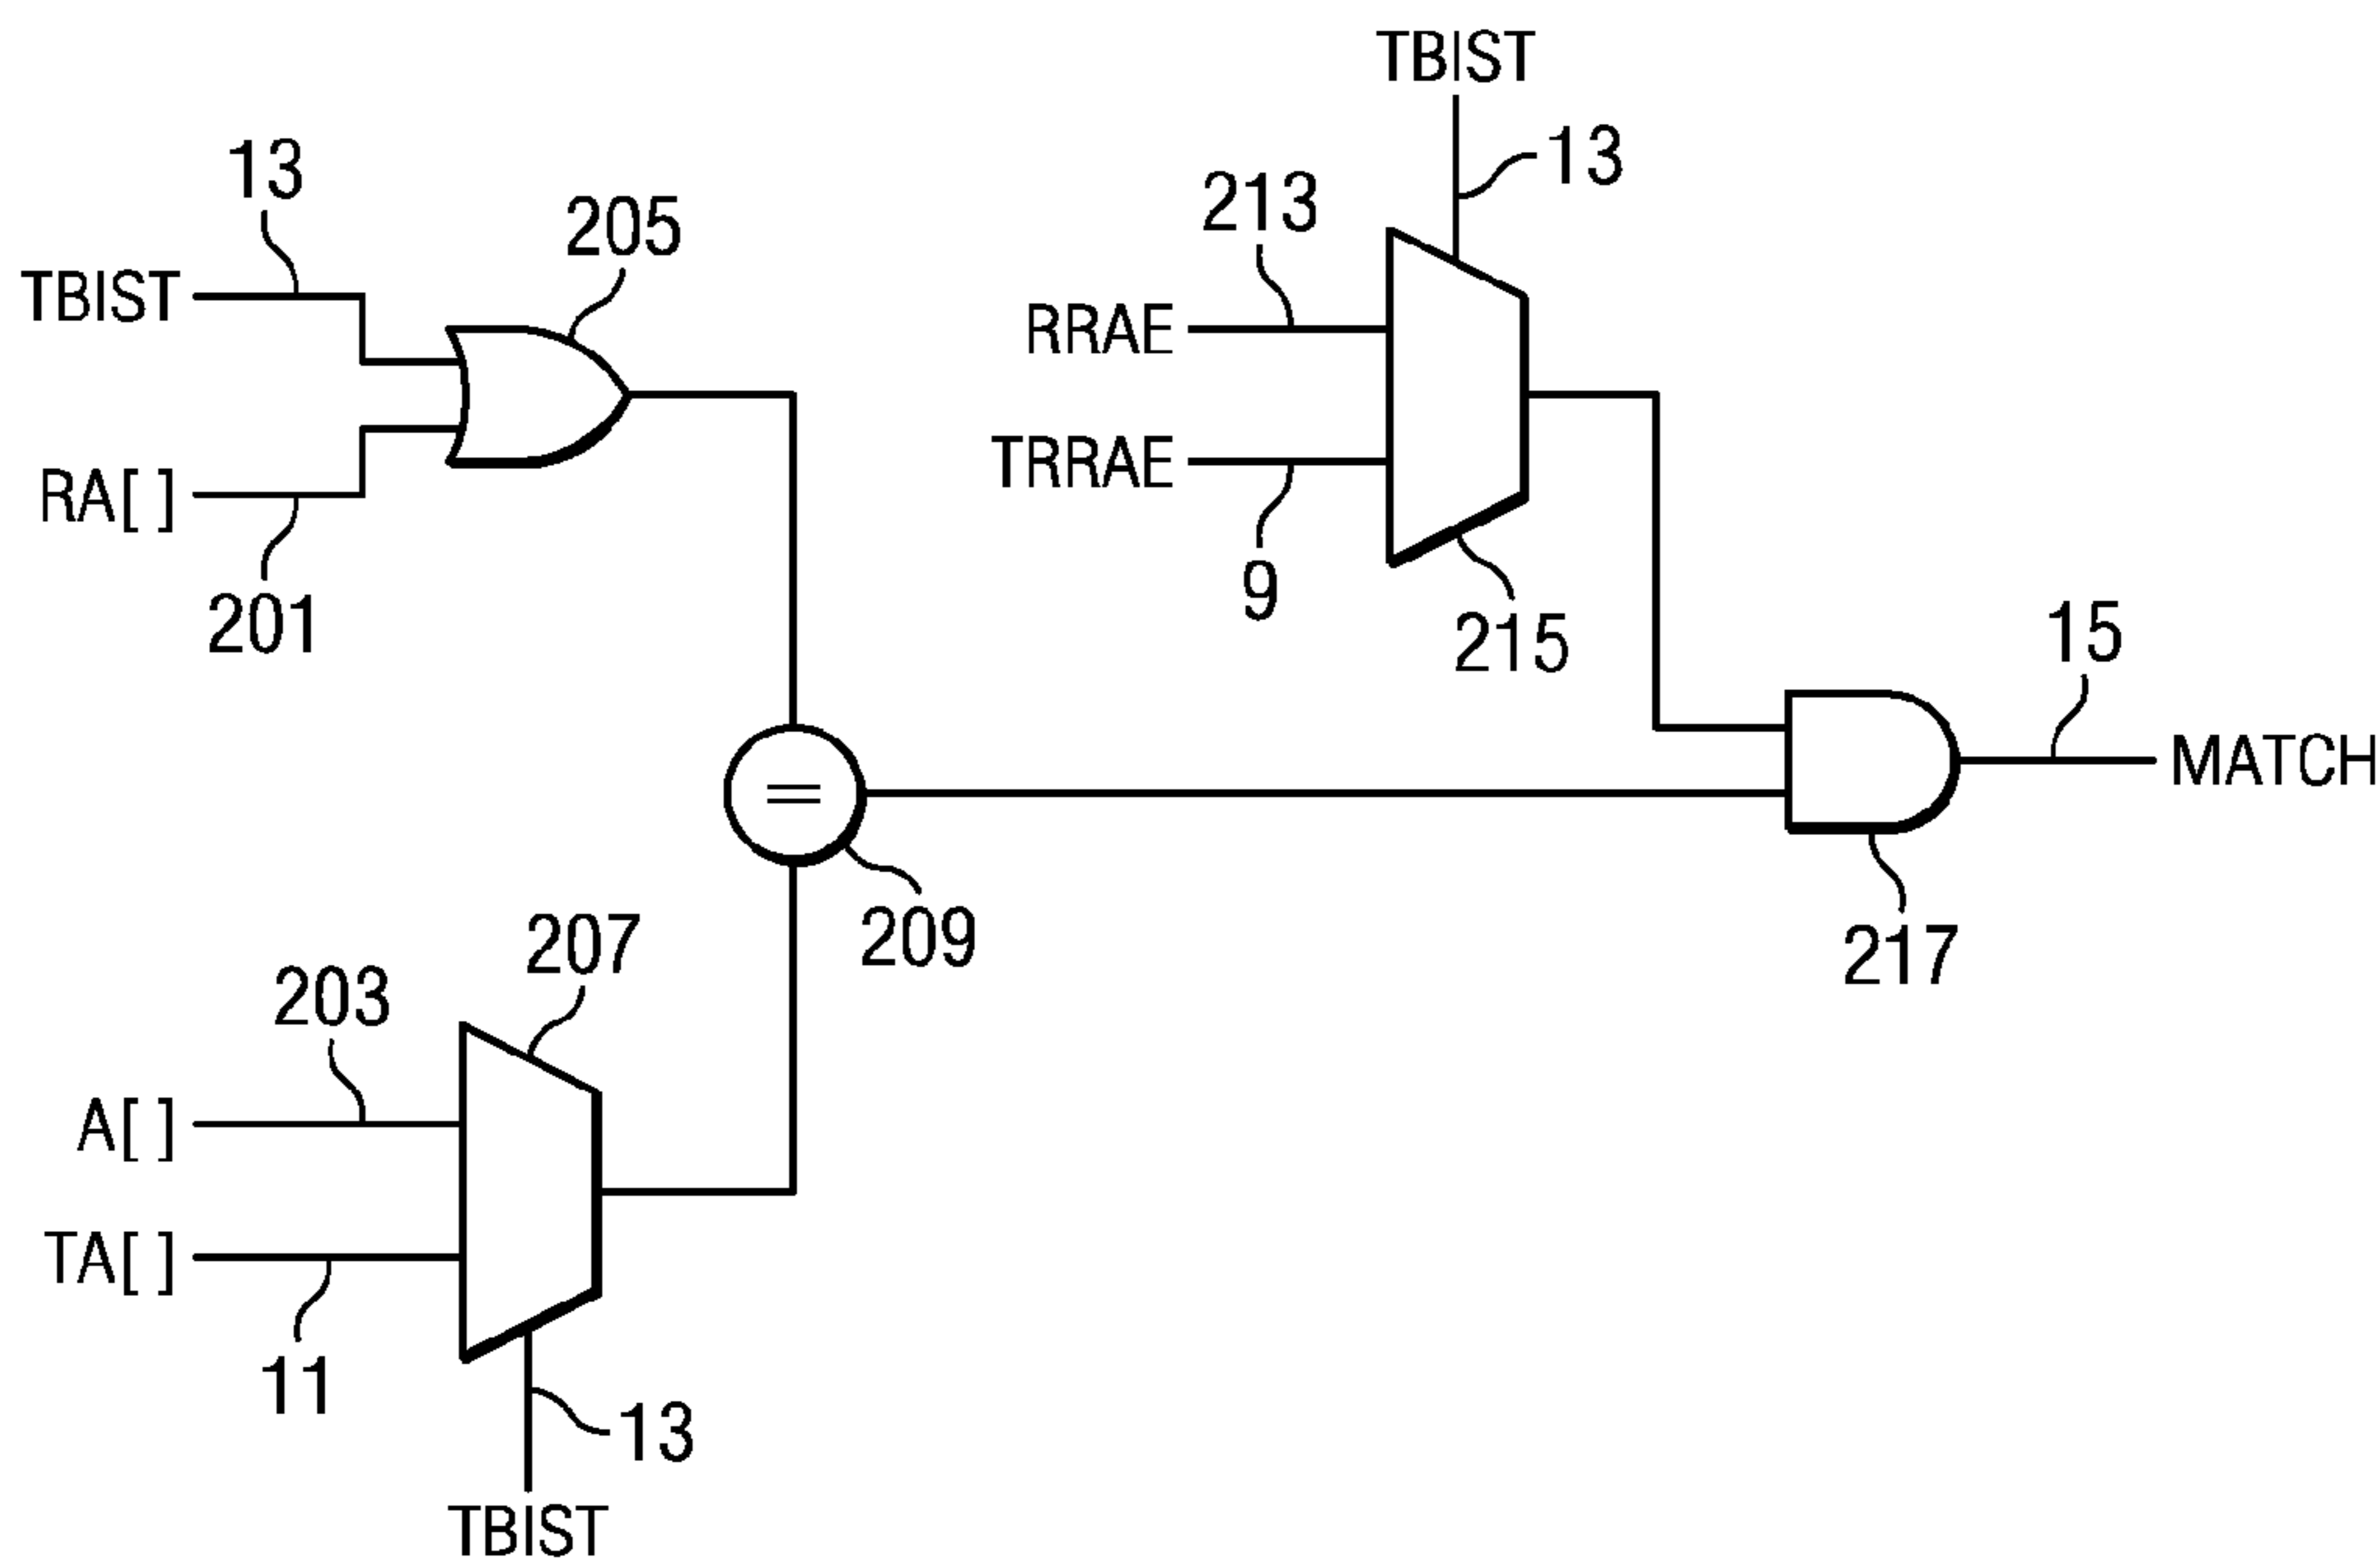 TBIST
13
213
13
205
TBIST
RRAE
TRRAE
RA[ ]
201
9
215
15
MATCH
209
217
207
203
A[ ]
TA[ ]
11
13
TBIST